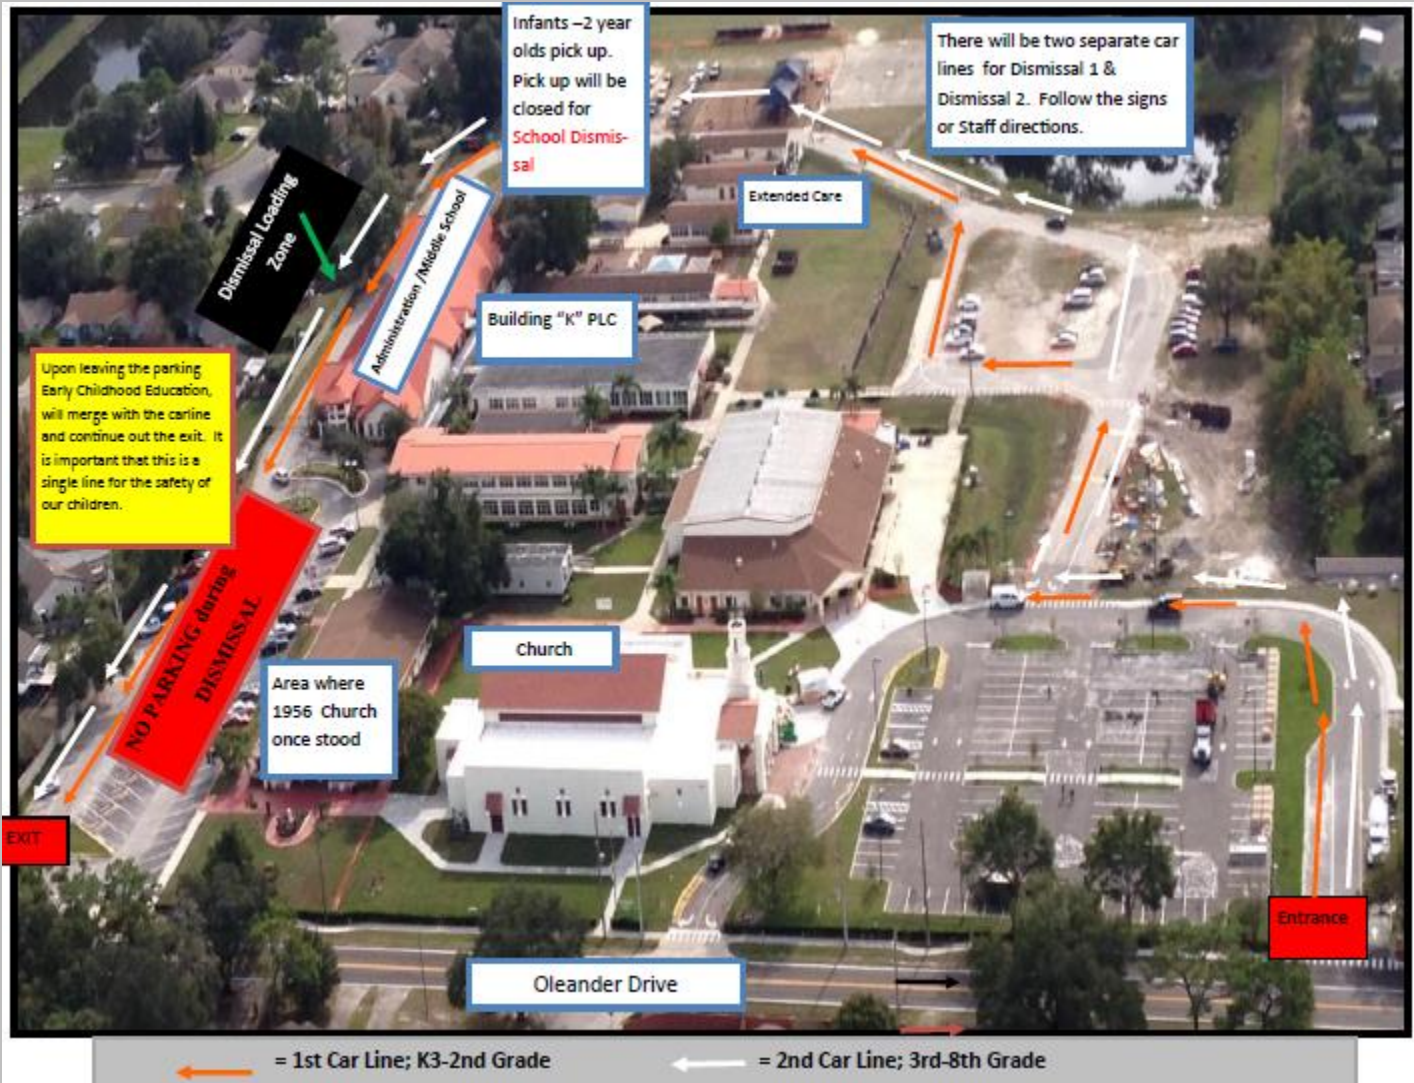 Infants –2 year
olds pick up.
Pick up will be
closed for
School Dismis-
sal
There will be two separate car
lines for Dismissal 1 &
Dismissal 2. Follow the signs
or Staff directions.
Extended Care
Dismissal Loading
Zone
Administration /Middle School
Building "K" PLC
Upon leaving the parking
Early Childhood Education,
will merge with the carline
and continue out the exit. It
is important that this is a
single line for the safety of
our children.
NO PARKING during
DISMISSAL
Church
Area where
1956 Church
once stood
EXIT
Entrance
Oleander Drive
= 1st Car Line; K3-2nd Grade
= 2nd Car Line; 3rd-8th Grade